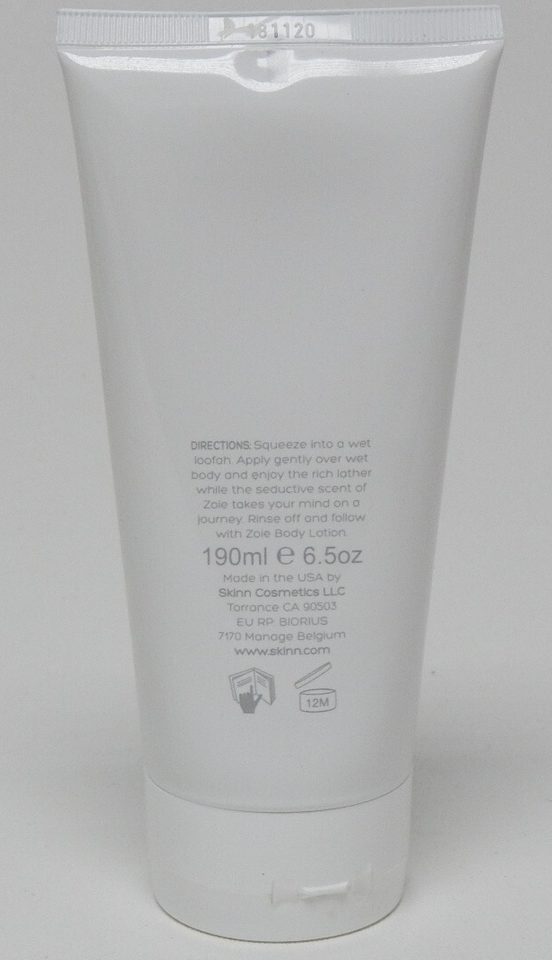 181120
DIRECTIONS: Squeeze into a wet
loofah. Apply gently over wet
body and enjoy the rich lather
while the seductive scent of
Zoie takes your mind on a
journey. Rinse off and follow
with Zoie Body Lotion.
190ml ℮ 6.5oz
Made in the USA by
Skinn Cosmetics LLC
Torrance CA 90503
EU RP: BIORIUS
7170 Manage Belgium
www.skinn.com
12M